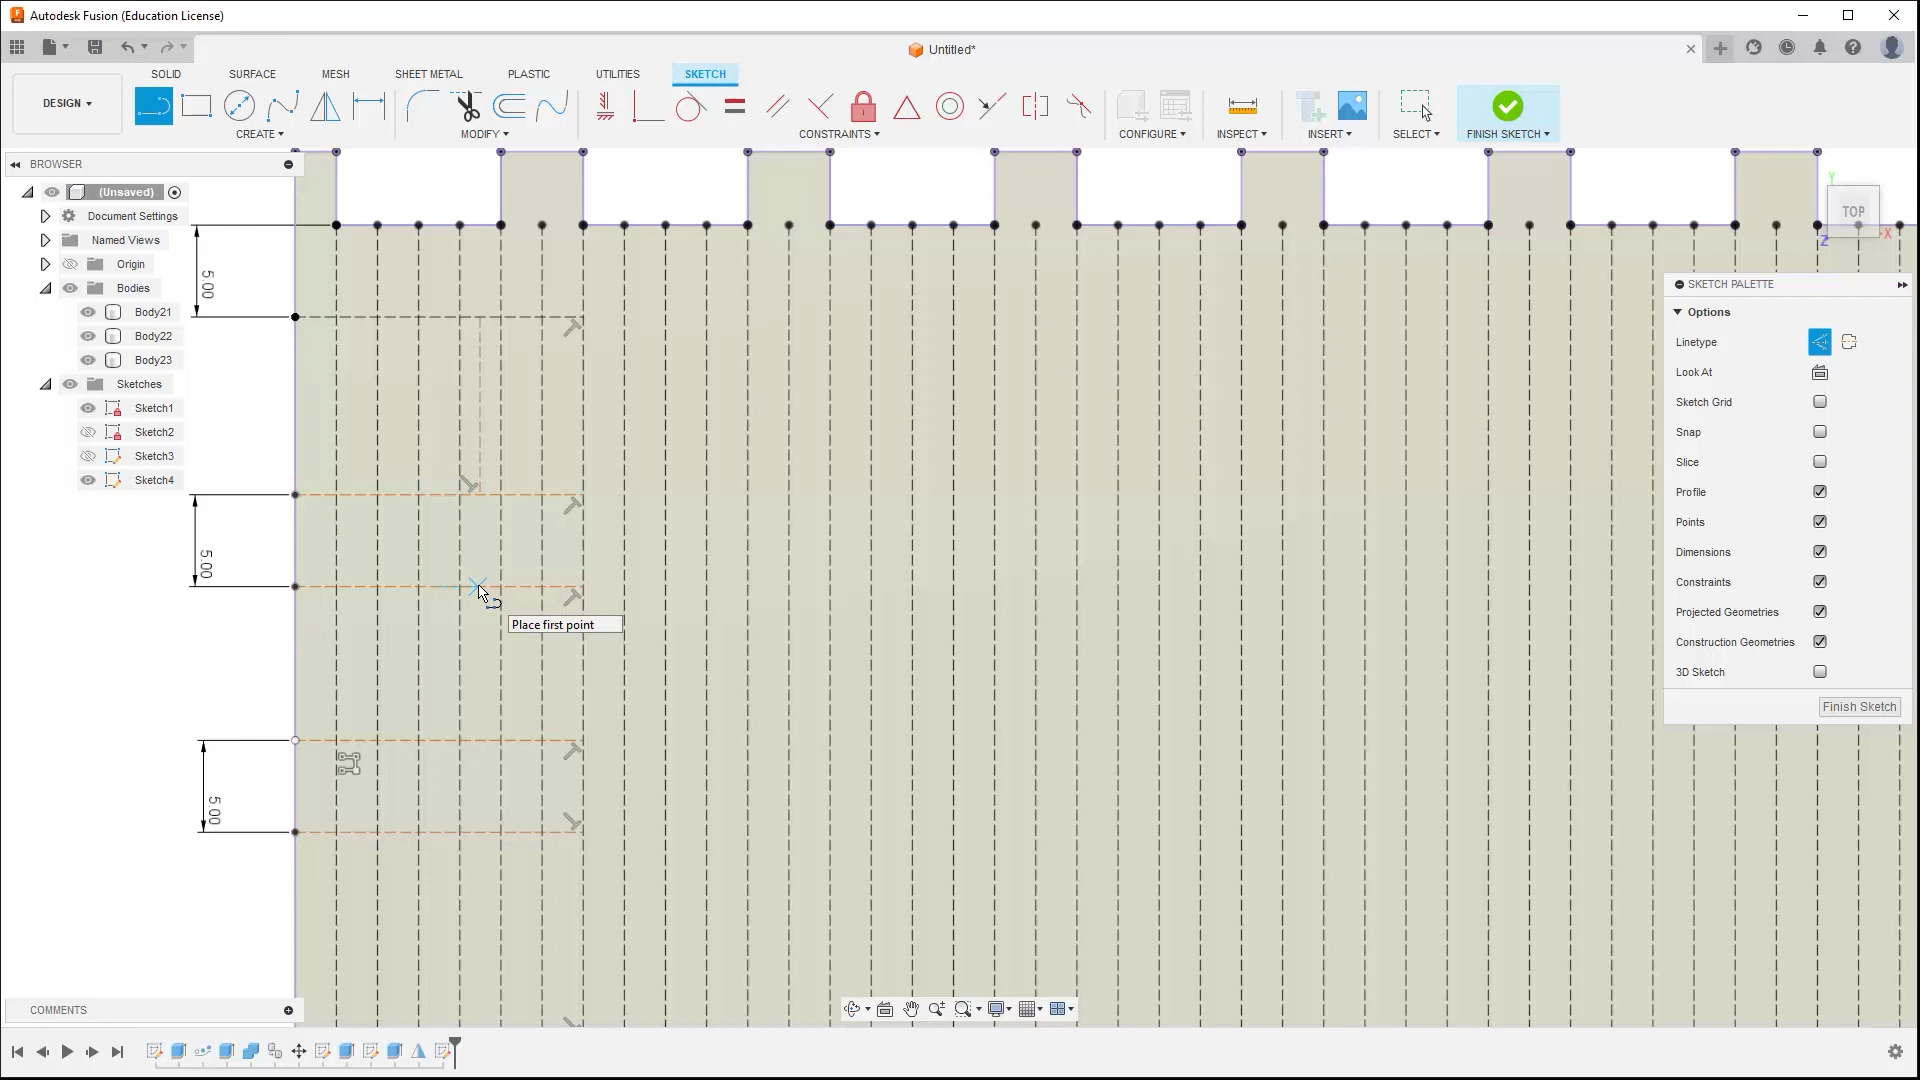 Autodesk Fusion (Education License)
Untitled*
DESIGN
SOLID SURFACE MESH SHEET METAL PLASTIC UTILITIES SKETCH
CREATE MODIFY CONSTRAINTS CONFIGURE INSPECT INSERT SELECT FINISH SKETCH
BROWSER
(Unsaved)
Document Settings
Named Views
Origin
Bodies
Body21
Body22
Body23
Sketches
Sketch1
Sketch2
Sketch3
Sketch4
5.00
5.00
5.00
Place first point
Y
TOP
X
Z
SKETCH PALETTE
Options
Linetype
Look At
Sketch Grid
Snap
Slice
Profile
Points
Dimensions
Constraints
Projected Geometries
Construction Geometries
3D Sketch
Finish Sketch
COMMENTS